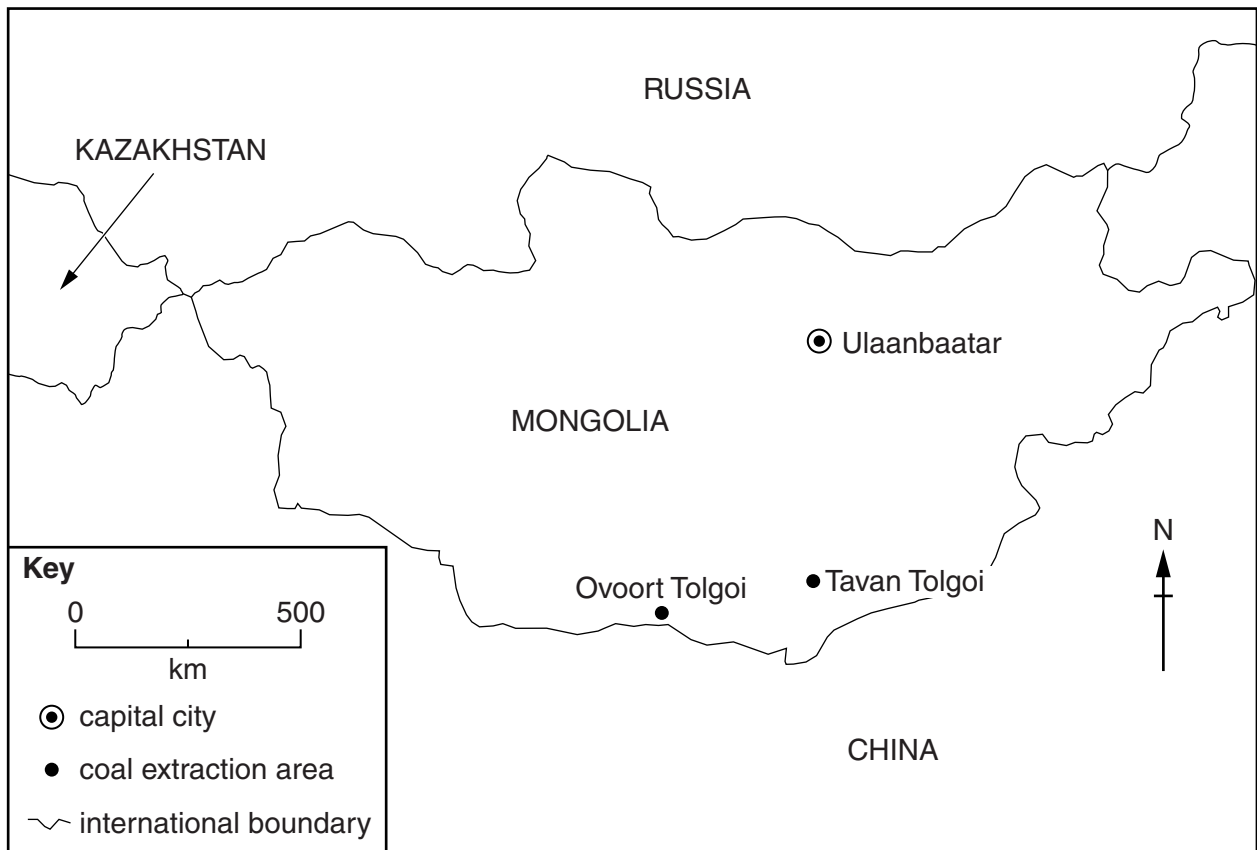 RUSSIA
KAZAKHSTAN
Ulaanbaatar
MONGOLIA
N
Key
Ovoort Tolgoi
Tavan Tolgoi
0 500
km
capital city
CHINA
coal extraction area
international boundary